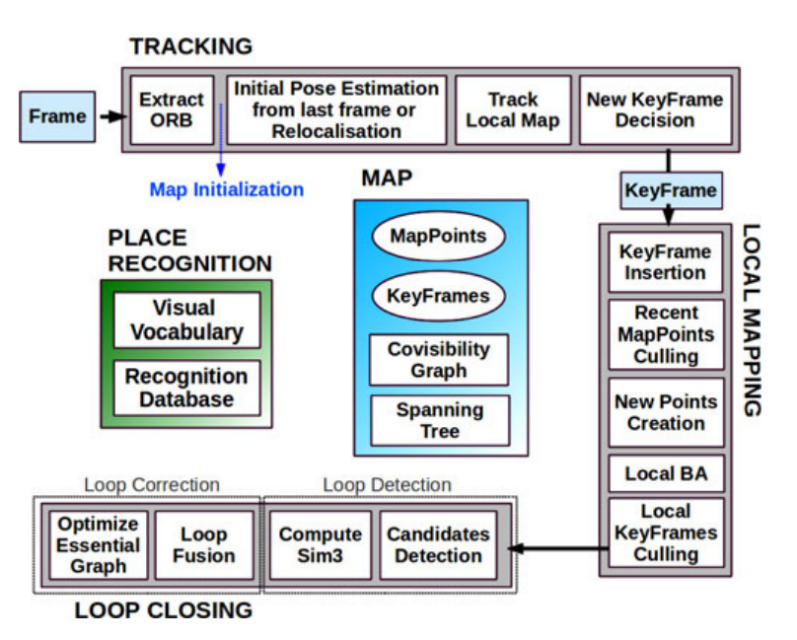 TRACKING
Frame
Extract
ORB
Initial Pose Estimation
from last frame or
Relocalisation
Track
Local Map
New KeyFrame
Decision
Map Initialization
MAP
KeyFrame
PLACE
RECOGNITION
Visual
Vocabulary
Recognition
Database
MapPoints
KeyFrames
Covisibility
Graph
Spanning
Tree
LOCAL MAPPING
KeyFrame
Insertion
Recent
MapPoints
Culling
New Points
Creation
Local BA
Local
KeyFrames
Culling
Loop Correction
Loop Detection
Optimize
Essential
Graph
Loop
Fusion
Compute
Sim3
Candidates
Detection
LOOP CLOSING